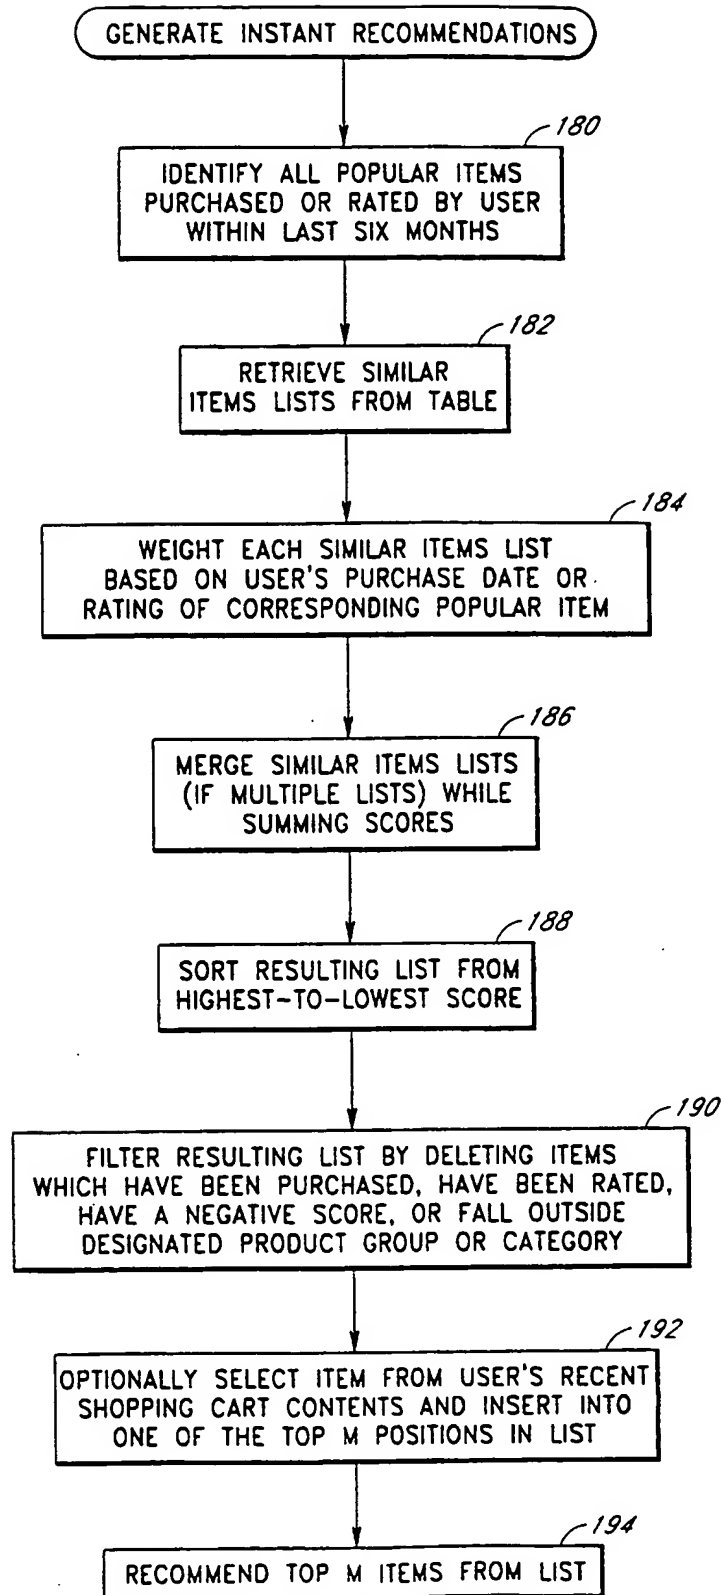 GENERATE INSTANT RECOMMENDATIONS
180
IDENTIFY ALL POPULAR ITEMS
PURCHASED OR RATED BY USER
WITHIN LAST SIX MONTHS
182
RETRIEVE SIMILAR
ITEMS LISTS FROM TABLE
184
WEIGHT EACH SIMILAR ITEMS LIST
BASED ON USER'S PURCHASE DATE OR
RATING OF CORRESPONDING POPULAR ITEM
186
MERGE SIMILAR ITEMS LISTS
(IF MULTIPLE LISTS) WHILE
SUMMING SCORES
188
SORT RESULTING LIST FROM
HIGHEST-TO-LOWEST SCORE
190
FILTER RESULTING LIST BY DELETING ITEMS
WHICH HAVE BEEN PURCHASED, HAVE BEEN RATED,
HAVE A NEGATIVE SCORE, OR FALL OUTSIDE
DESIGNATED PRODUCT GROUP OR CATEGORY
192
OPTIONALLY SELECT ITEM FROM USER'S RECENT
SHOPPING CART CONTENTS AND INSERT INTO
ONE OF THE TOP M POSITIONS IN LIST
194
RECOMMEND TOP M ITEMS FROM LIST